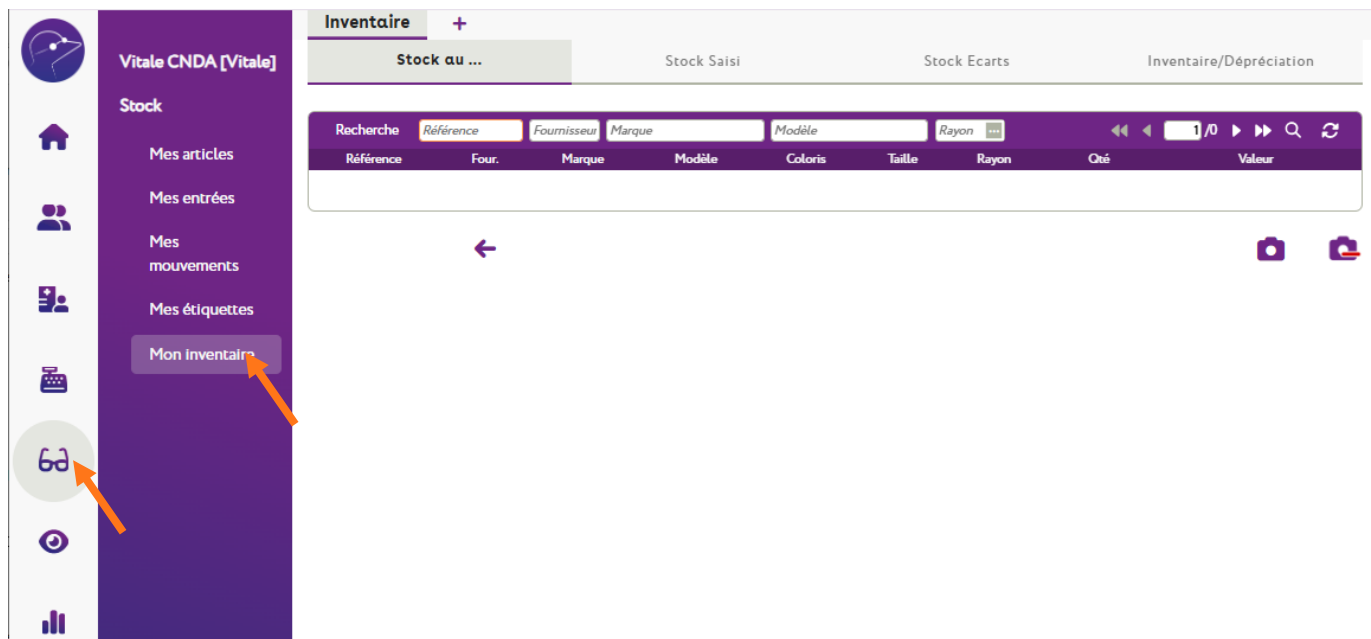 Inventaire +
Vitale CNDA [Vitale]
Stock
Mes articles
Mes entrées
Mes
mouvements
Mes étiquettes
Mon inventaire
Stock au ... Stock Saisi Stock Ecarts Inventaire/Dépréciation
Recherche Référence Fournisseur Marque Modèle Rayon ... 1 /0
Référence Four. Marque Modèle Coloris Taille Rayon Qté Valeur